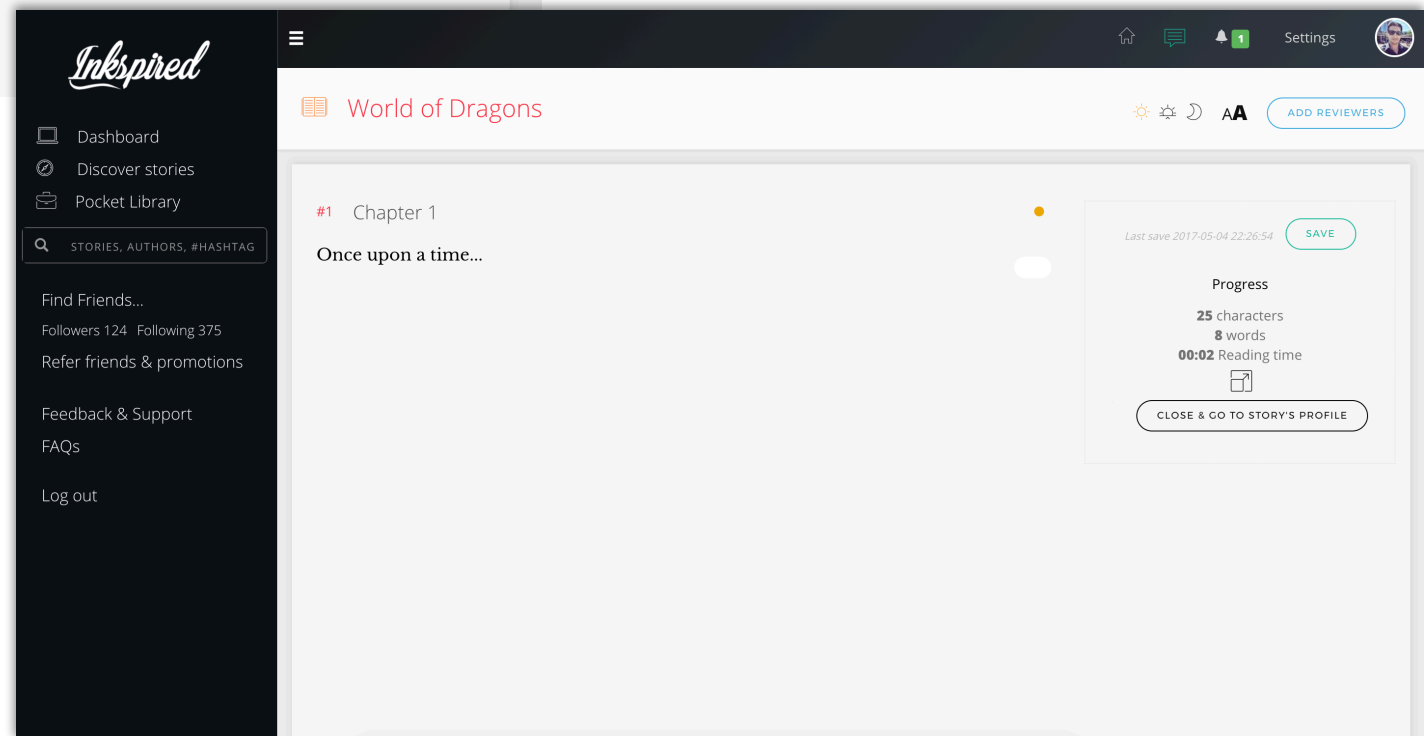 Inkspired
1
Settings
World of Dragons
AA
ADD REVIEWERS
Dashboard
Discover stories
Pocket Library
STORIES, AUTHORS, #HASHTAG
Find Friends...
Followers 124 Following 375
Refer friends & promotions
Feedback & Support
FAQs
Log out
#1 Chapter 1
Once upon a time...
Last save 2017-05-04 22:26:54 SAVE
Progress
25 characters
8 words
00:02 Reading time
CLOSE & GO TO STORY'S PROFILE